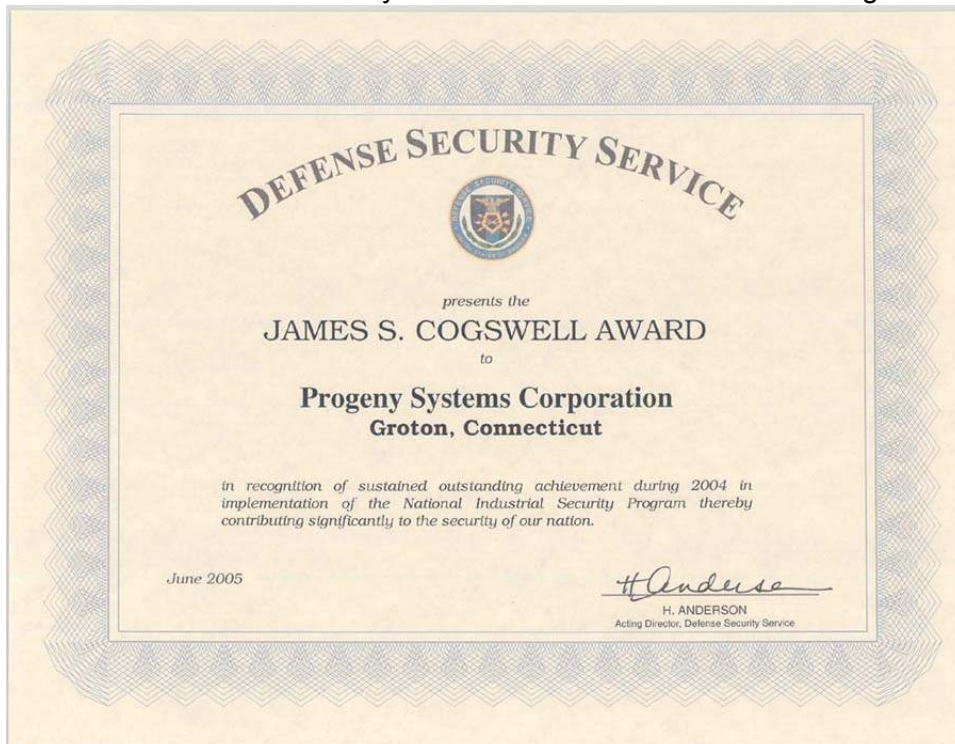 DEFENSE SECURITY SERVICE
presents the
JAMES S. COGSWELL AWARD
to
Progeny Systems Corporation
Groton, Connecticut
in recognition of sustained outstanding achievement during 2004 in
implementation of the National Industrial Security Program thereby
contributing significantly to the security of our nation.
June 2005
H Anderson
H. ANDERSON
Acting Director, Defense Security Service